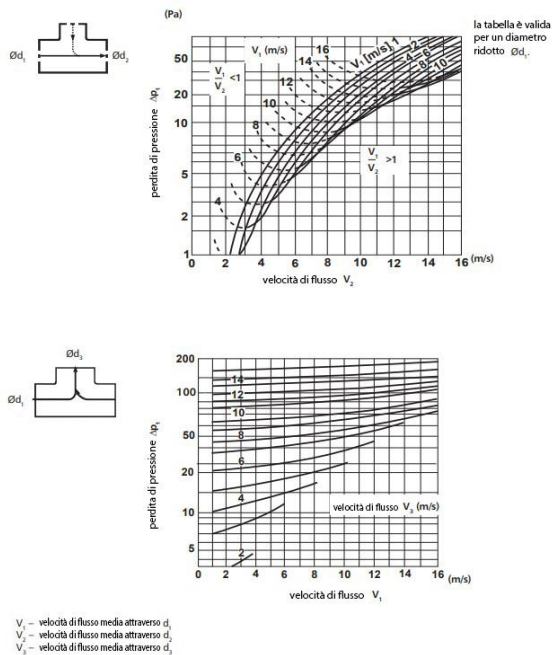 (Pa)
Ød₁
Ød₂
la tabella è valida
per un diametro
ridotto Ød₁.
V₁ (m/s)
16
14
12
10
8
6
4
V₁ [m/s] 1
2
4
6
8
10
V₁/V₂ <1
V₁/V₂ >1
perdita di pressione Δpₜ
50
20
10
5
2
1
0 2 4 6 8 10 12 14 16 (m/s)
velocità di flusso V₂
Ød₃
Ød₁
perdita di pressione Δpₜ
200
100
50
20
10
5
14
12
10
8
6
4
2
velocità di flusso V₃ (m/s)
0 1 2 4 6 8 10 12 14 16 (m/s)
velocità di flusso V₁
V₁ – velocità di flusso media attraverso d₁
V₂ – velocità di flusso media attraverso d₂
V₃ – velocità di flusso media attraverso d₃